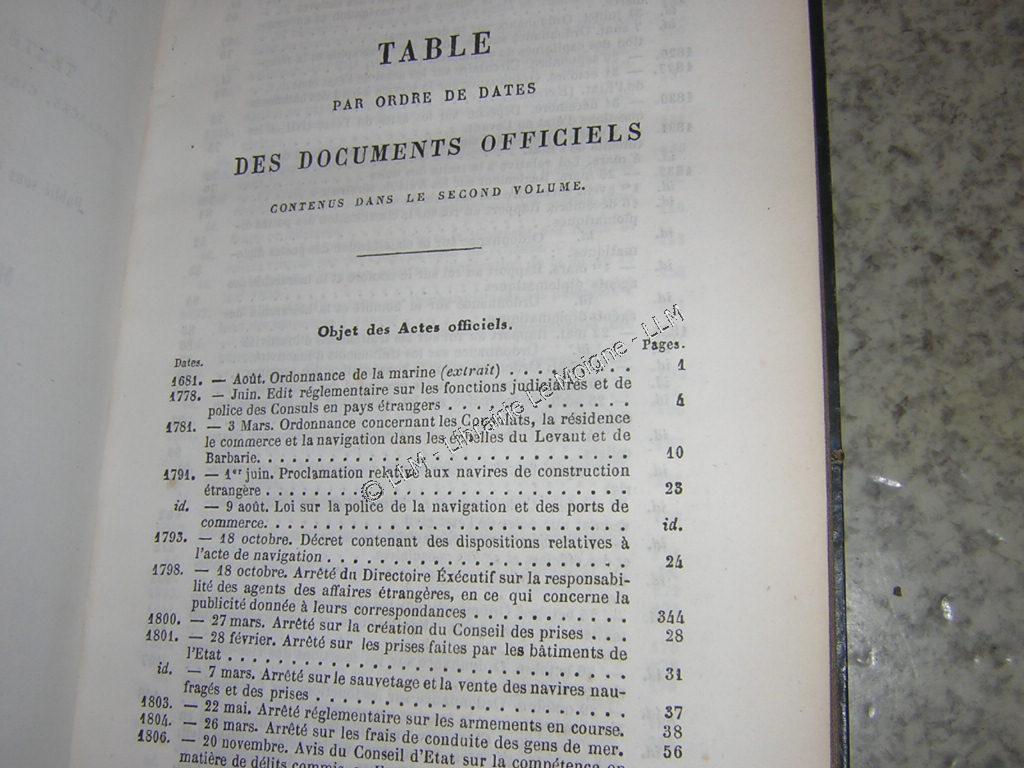 TABLE
PAR ORDRE DE DATES
DES DOCUMENTS OFFICIELS
CONTENUS DANS LE SECOND VOLUME.
Objet des Actes officiels.
Dates. Pages.
1681. — Août. Ordonnance de la marine (extrait) . . . . . . . . . . 1
1778. — Juin. Edit réglementaire sur les fonctions judiciaires et de
police des Consuls en pays étrangers . . . . . . . . . . . . . 4
1781. — 3 Mars. Ordonnance concernant les Consulats, la résidence
le commerce et la navigation dans les échelles du Levant et de
Barbarie. . . . . . . . . . . . . . . . . . . . . . . . . . 10
1791. — 1er juin. Proclamation relative aux navires de construction
étrangère . . . . . . . . . . . . . . . . . . . . . . . . . 23
id. — 9 août. Loi sur la police de la navigation et des ports de
commerce. . . . . . . . . . . . . . . . . . . . . . . . . . id.
1793. — 18 octobre. Décret contenant des dispositions relatives à
l'acte de navigation . . . . . . . . . . . . . . . . . . . . . 24
1798. — 18 octobre. Arrêté du Directoire Éxécutif sur la responsabi-
lité des agents des affaires étrangères, en ce qui concerne la
publicité donnée à leurs correspondances . . . . . . . . . . . 344
1800. — 27 mars. Arrêté sur la création du Conseil des prises . . . 28
1801. — 28 février. Arrêté sur les prises faites par les bâtiments de
l'Etat . . . . . . . . . . . . . . . . . . . . . . . . . . . 31
id. — 7 mars. Arrêté sur le sauvetage et la vente des navires nau-
fragés et des prises . . . . . . . . . . . . . . . . . . . . . 37
1803. — 22 mai. Arrêté réglementaire sur les armements en course. 38
1804. — 26 mars. Arrêté sur les frais de conduite des gens de mer. 56
1806. — 20 novembre. Avis du Conseil d'Etat sur la compétence en
matière de délits commis
© LLM - Librairie Le Moigne - LLM